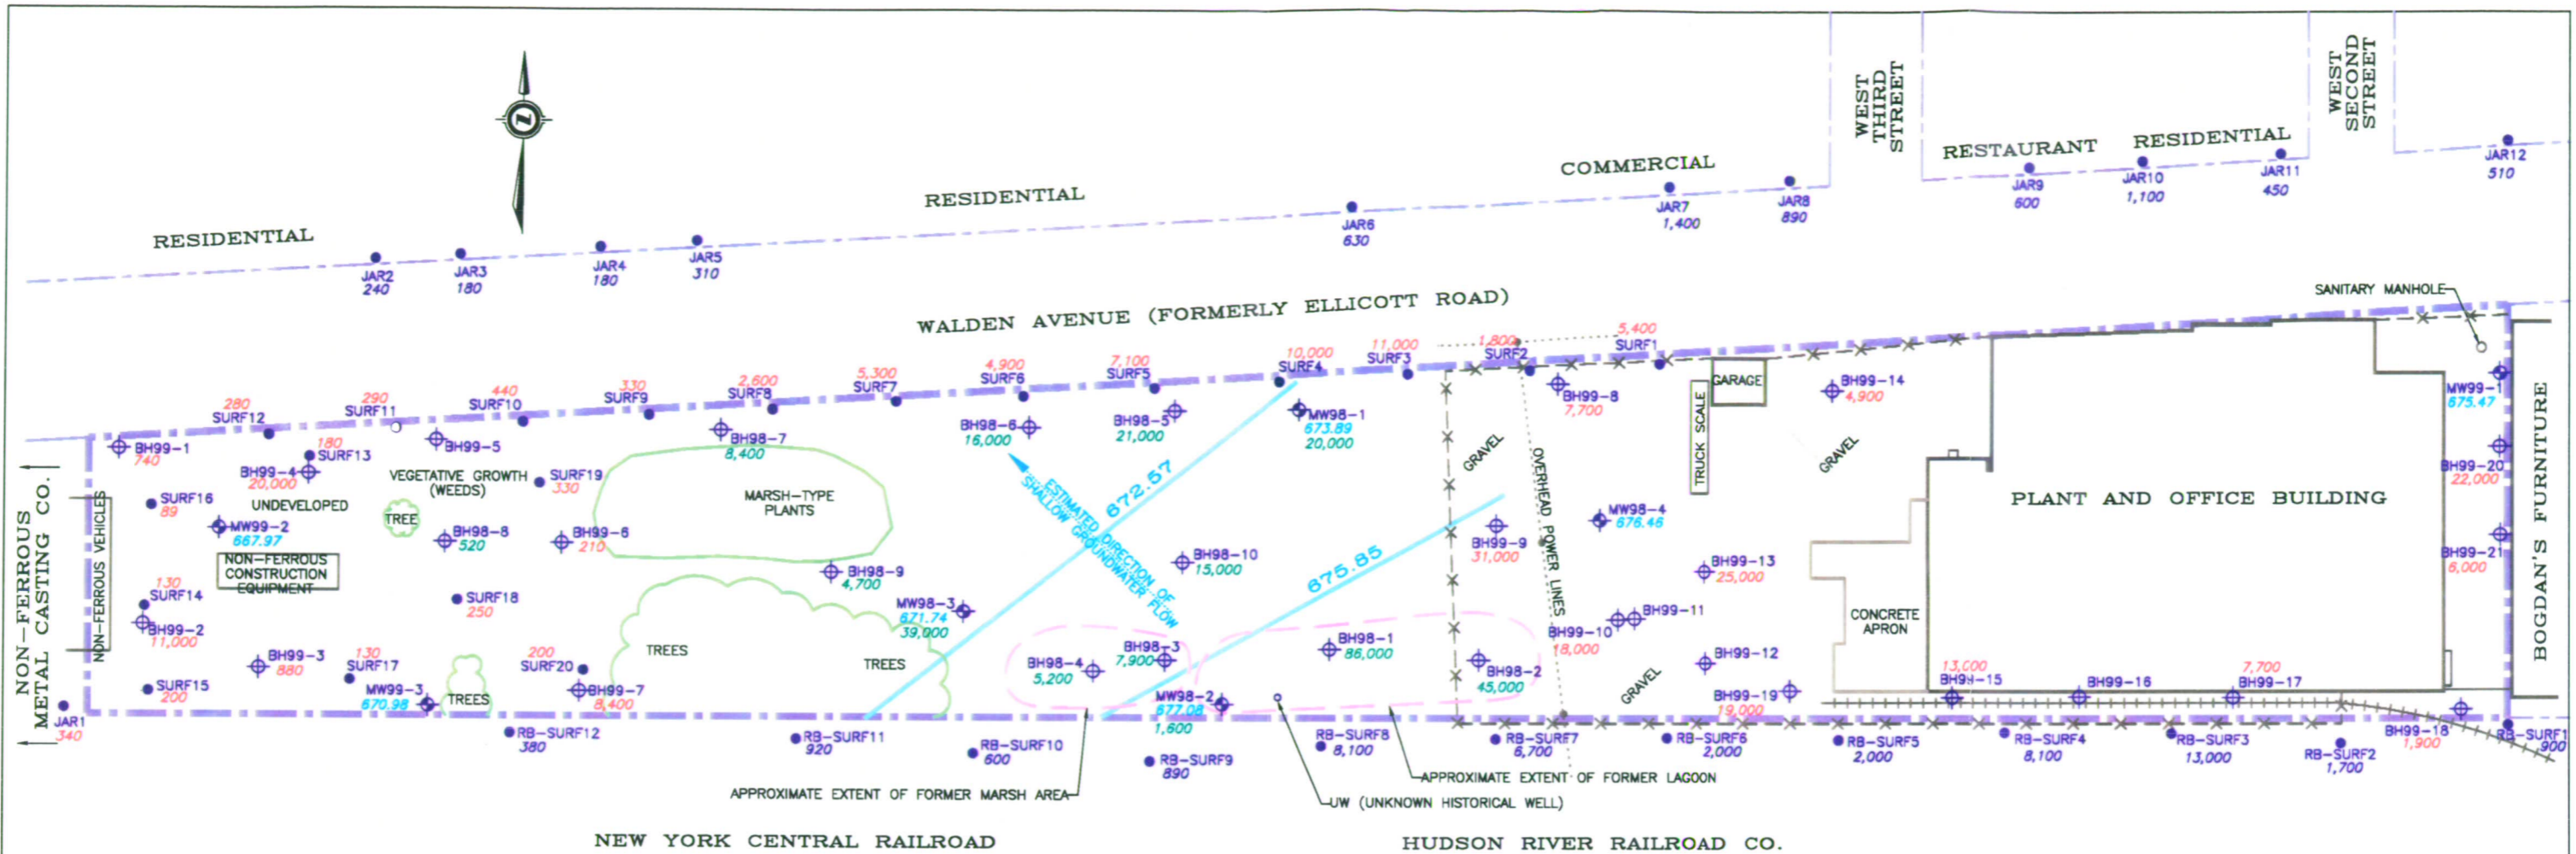 WEST
THIRD
STREET
WEST
SECOND
STREET
RESTAURANT
RESIDENTIAL
COMMERCIAL
RESIDENTIAL
RESIDENTIAL
JAR2
240
JAR3
180
JAR4
180
JAR5
310
JAR6
630
JAR7
1,400
JAR8
890
JAR9
600
JAR10
1,100
JAR11
450
JAR12
510
WALDEN AVENUE (FORMERLY ELLICOTT ROAD)
SANITARY MANHOLE
280
SURF12
290
SURF11
440
SURF10
330
SURF9
2,600
SURF8
5,300
SURF7
4,900
SURF6
7,100
SURF5
10,000
SURF4
11,000
SURF3
1,800
SURF2
5,400
SURF1
BH99-1
740
180
SURF13
BH99-4
20,000
BH99-5
VEGETATIVE GROWTH
(WEEDS)
SURF19
330
BH98-7
8,400
BH98-6
16,000
BH98-5
21,000
MW98-1
673.89
20,000
BH99-8
7,700
GARAGE
TRUCK SCALE
BH99-14
4,900
MW99-1
675.47
NON-FERROUS
METAL CASTING CO.
NON-FERROUS VEHICLES
SURF16
89
UNDEVELOPED
MW99-2
667.97
TREE
BH98-8
520
BH99-6
210
MARSH-TYPE
PLANTS
672.57
ESTIMATED DIRECTION OF
SHALLOW GROUNDWATER FLOW
GRAVEL
OVERHEAD POWER LINES
GRAVEL
PLANT AND OFFICE BUILDING
BH99-20
22,000
BH99-21
6,000
BOGDAN'S FURNITURE
NON-FERROUS
CONSTRUCTION
EQUIPMENT
BH98-9
4,700
BH98-10
15,000
675.85
BH99-9
31,000
MW98-4
676.46
BH99-13
25,000
130
SURF14
BH99-2
11,000
SURF18
250
MW98-3
671.74
39,000
BH99-10
18,000
BH99-11
CONCRETE
APRON
BH99-3
880
130
SURF17
200
SURF20
TREES
TREES
BH98-4
5,200
BH98-3
7,900
BH98-1
86,000
BH98-2
45,000
BH99-12
GRAVEL
SURF15
200
MW99-3
670.98
TREES
BH99-7
8,400
MW98-2
677.08
1,600
BH99-19
19,000
13,000
BH99-15
BH99-16
7,700
BH99-17
BH99-18
1,900
JAR1
340
RB-SURF12
380
RB-SURF11
920
RB-SURF10
600
RB-SURF9
890
RB-SURF8
8,100
RB-SURF7
6,700
RB-SURF6
2,000
RB-SURF5
2,000
RB-SURF4
8,100
RB-SURF3
13,000
RB-SURF2
1,700
RB-SURF1
900
APPROXIMATE EXTENT OF FORMER MARSH AREA
APPROXIMATE EXTENT OF FORMER LAGOON
UW (UNKNOWN HISTORICAL WELL)
NEW YORK CENTRAL RAILROAD
HUDSON RIVER RAILROAD CO.